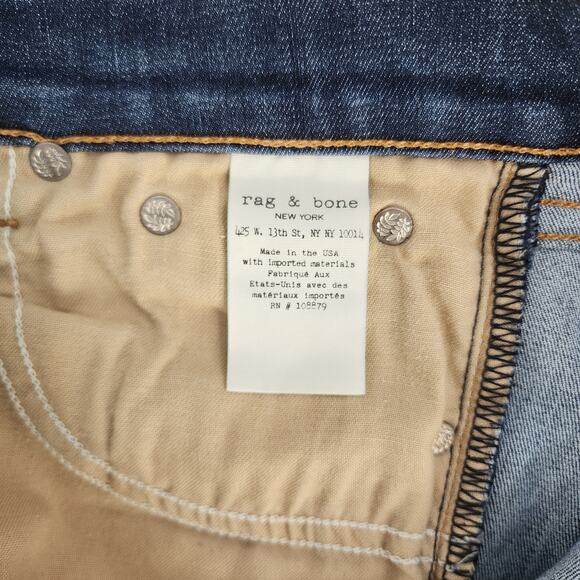 rag & bone
NEW YORK
425 W. 13th St, NY NY 10014
Made in the USA
with imported materials
Fabriqué Aux
Etats-Unis avec des
matériaux importés
RN # 108879